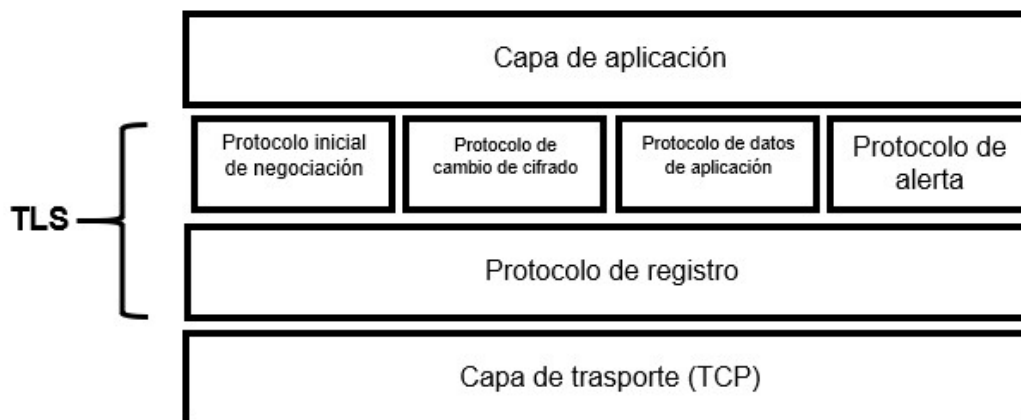 Capa de aplicación
Protocolo inicial
de negociación
Protocolo de
cambio de cifrado
Protocolo de datos
de aplicación
Protocolo de
alerta
TLS
Protocolo de registro
Capa de trasporte (TCP)